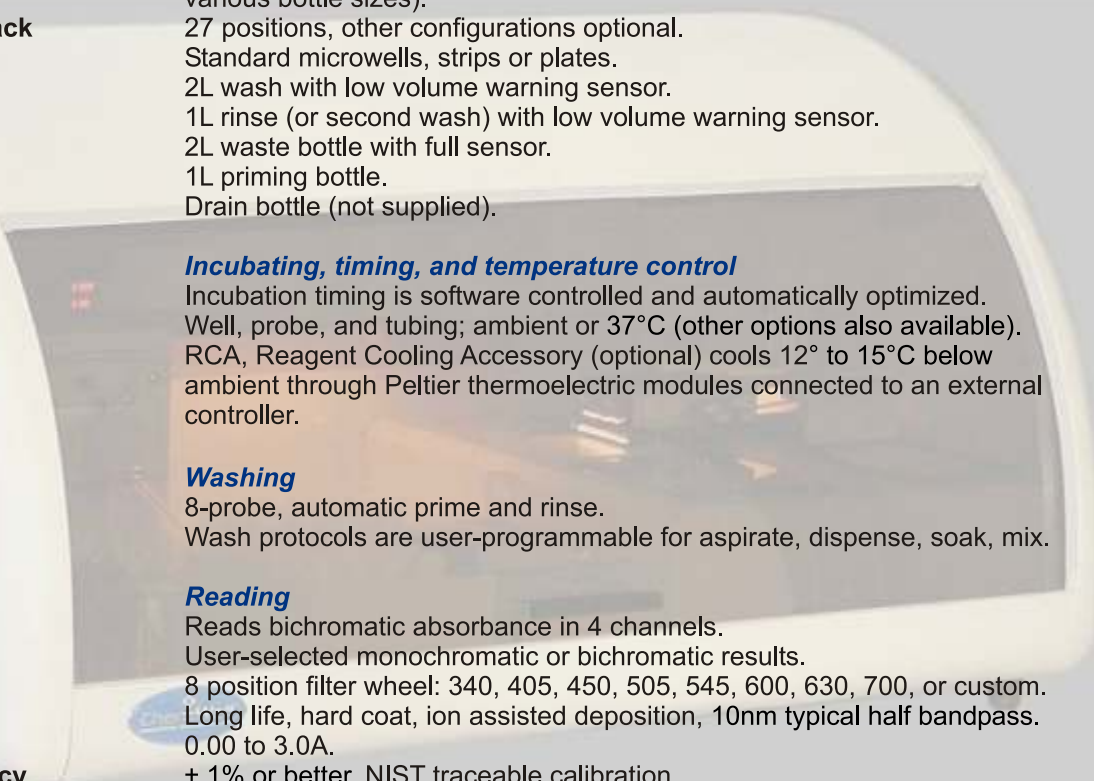 various bottle sizes).
27 positions, other configurations optional.
Standard microwells, strips or plates.
2L wash with low volume warning sensor.
1L rinse (or second wash) with low volume warning sensor.
2L waste bottle with full sensor.
1L priming bottle.
Drain bottle (not supplied).
Incubating, timing, and temperature control
Incubation timing is software controlled and automatically optimized.
Well, probe, and tubing; ambient or 37°C (other options also available).
RCA, Reagent Cooling Accessory (optional) cools 12° to 15°C below
ambient through Peltier thermoelectric modules connected to an external
controller.
Washing
8-probe, automatic prime and rinse.
Wash protocols are user-programmable for aspirate, dispense, soak, mix.
Reading
Reads bichromatic absorbance in 4 channels.
User-selected monochromatic or bichromatic results.
8 position filter wheel: 340, 405, 450, 505, 545, 600, 630, 700, or custom.
Long life, hard coat, ion assisted deposition, 10nm typical half bandpass.
0.00 to 3.0A.
± 1% or better. NIST traceable calibration